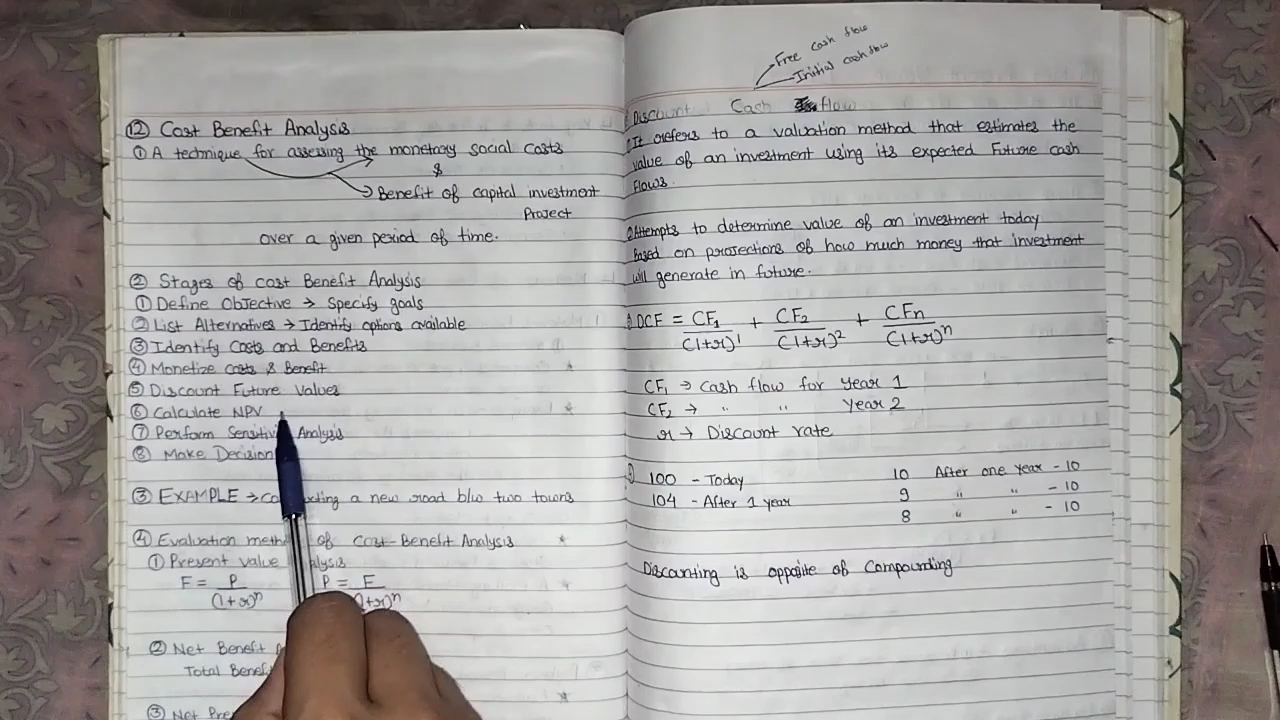 ⑫ Cost Benefit Analysis
① A technique for assessing the monetary social costs
&
→ Benefit of capital investment
Project
over a given period of time.
② Stages of cost Benefit Analysis
① Define Objective → Specify goals
② List Alternatives → Identify options available
③ Identify Costs and Benefits
④ Monetize costs & Benefit
⑤ Discount Future Values
⑥ Calculate NPV
⑦ Perform Analysis
⑧ Make Decision
③ EXAMPLE → a new road b/w two towns
④ Evaluation of Cost-Benefit Analysis
① Present value
F = P/(1+r)^n P = F/(1+r)^n
② Net Benefit
Total
③ Net
Free cash flow
Initial cash flow
Discount Cash flow
It refers to a valuation method that estimates the
value of an investment using its expected Future cash
flows.
Attempts to determine value of an investment today
Based on projections of how much money that investment
will generate in future.
DCF = CF₁/(1+r)¹ + CF₂/(1+r)² + CFn/(1+r)ⁿ
CF₁ → Cash flow for Year 1
CF₂ → " " Year 2
r → Discount rate
100 - Today
104 - After 1 year
10 After one year - 10
9 " " - 10
8 " " - 10
Discounting is opposite of Compounding